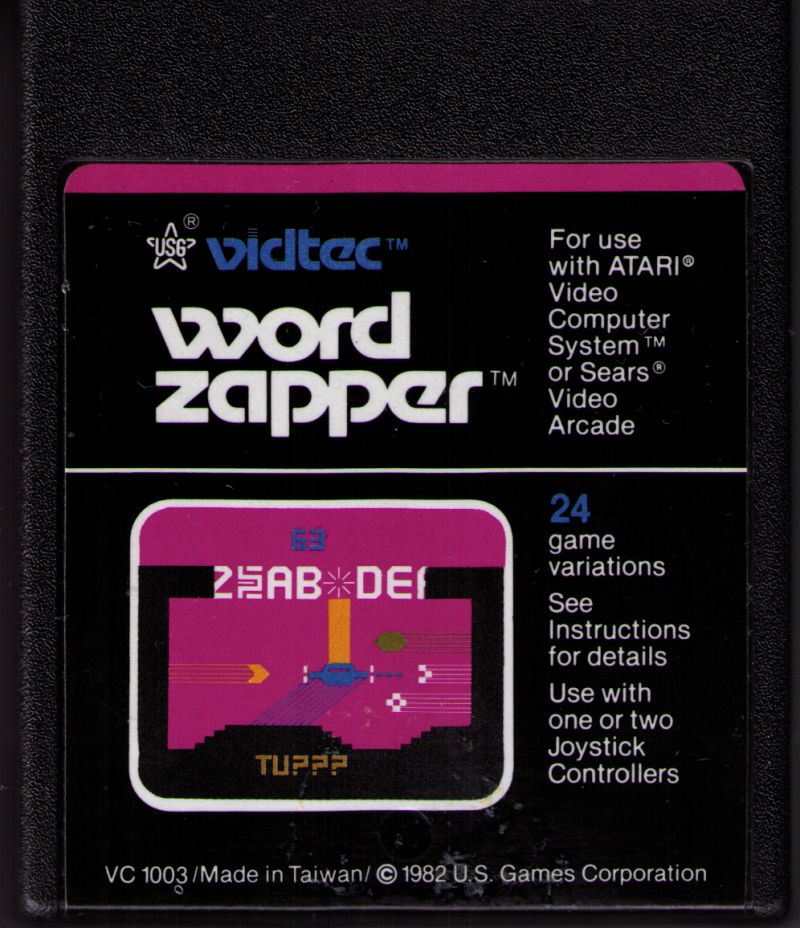 USG® vidtec™
word
zapper™
For use
with ATARI®
Video
Computer
System™
or Sears®
Video
Arcade
63
AB DEF
TU???
24
game
variations
See
Instructions
for details
Use with
one or two
Joystick
Controllers
VC 1003/Made in Taiwan/ © 1982 U.S. Games Corporation